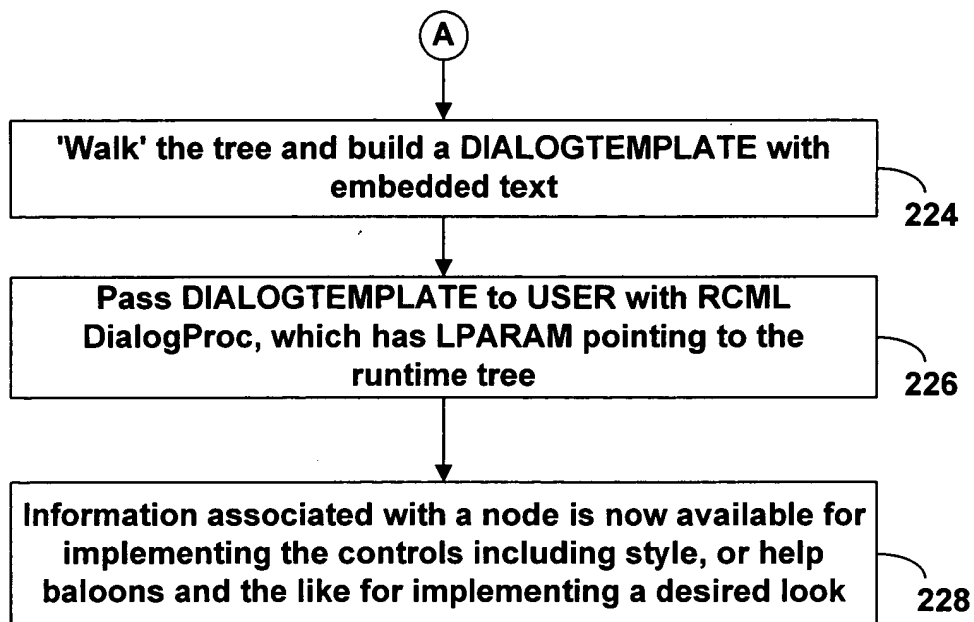 A
'Walk' the tree and build a DIALOGTEMPLATE with
embedded text
224
Pass DIALOGTEMPLATE to USER with RCML
DialogProc, which has LPARAM pointing to the
runtime tree
226
Information associated with a node is now available for
implementing the controls including style, or help
baloons and the like for implementing a desired look
228